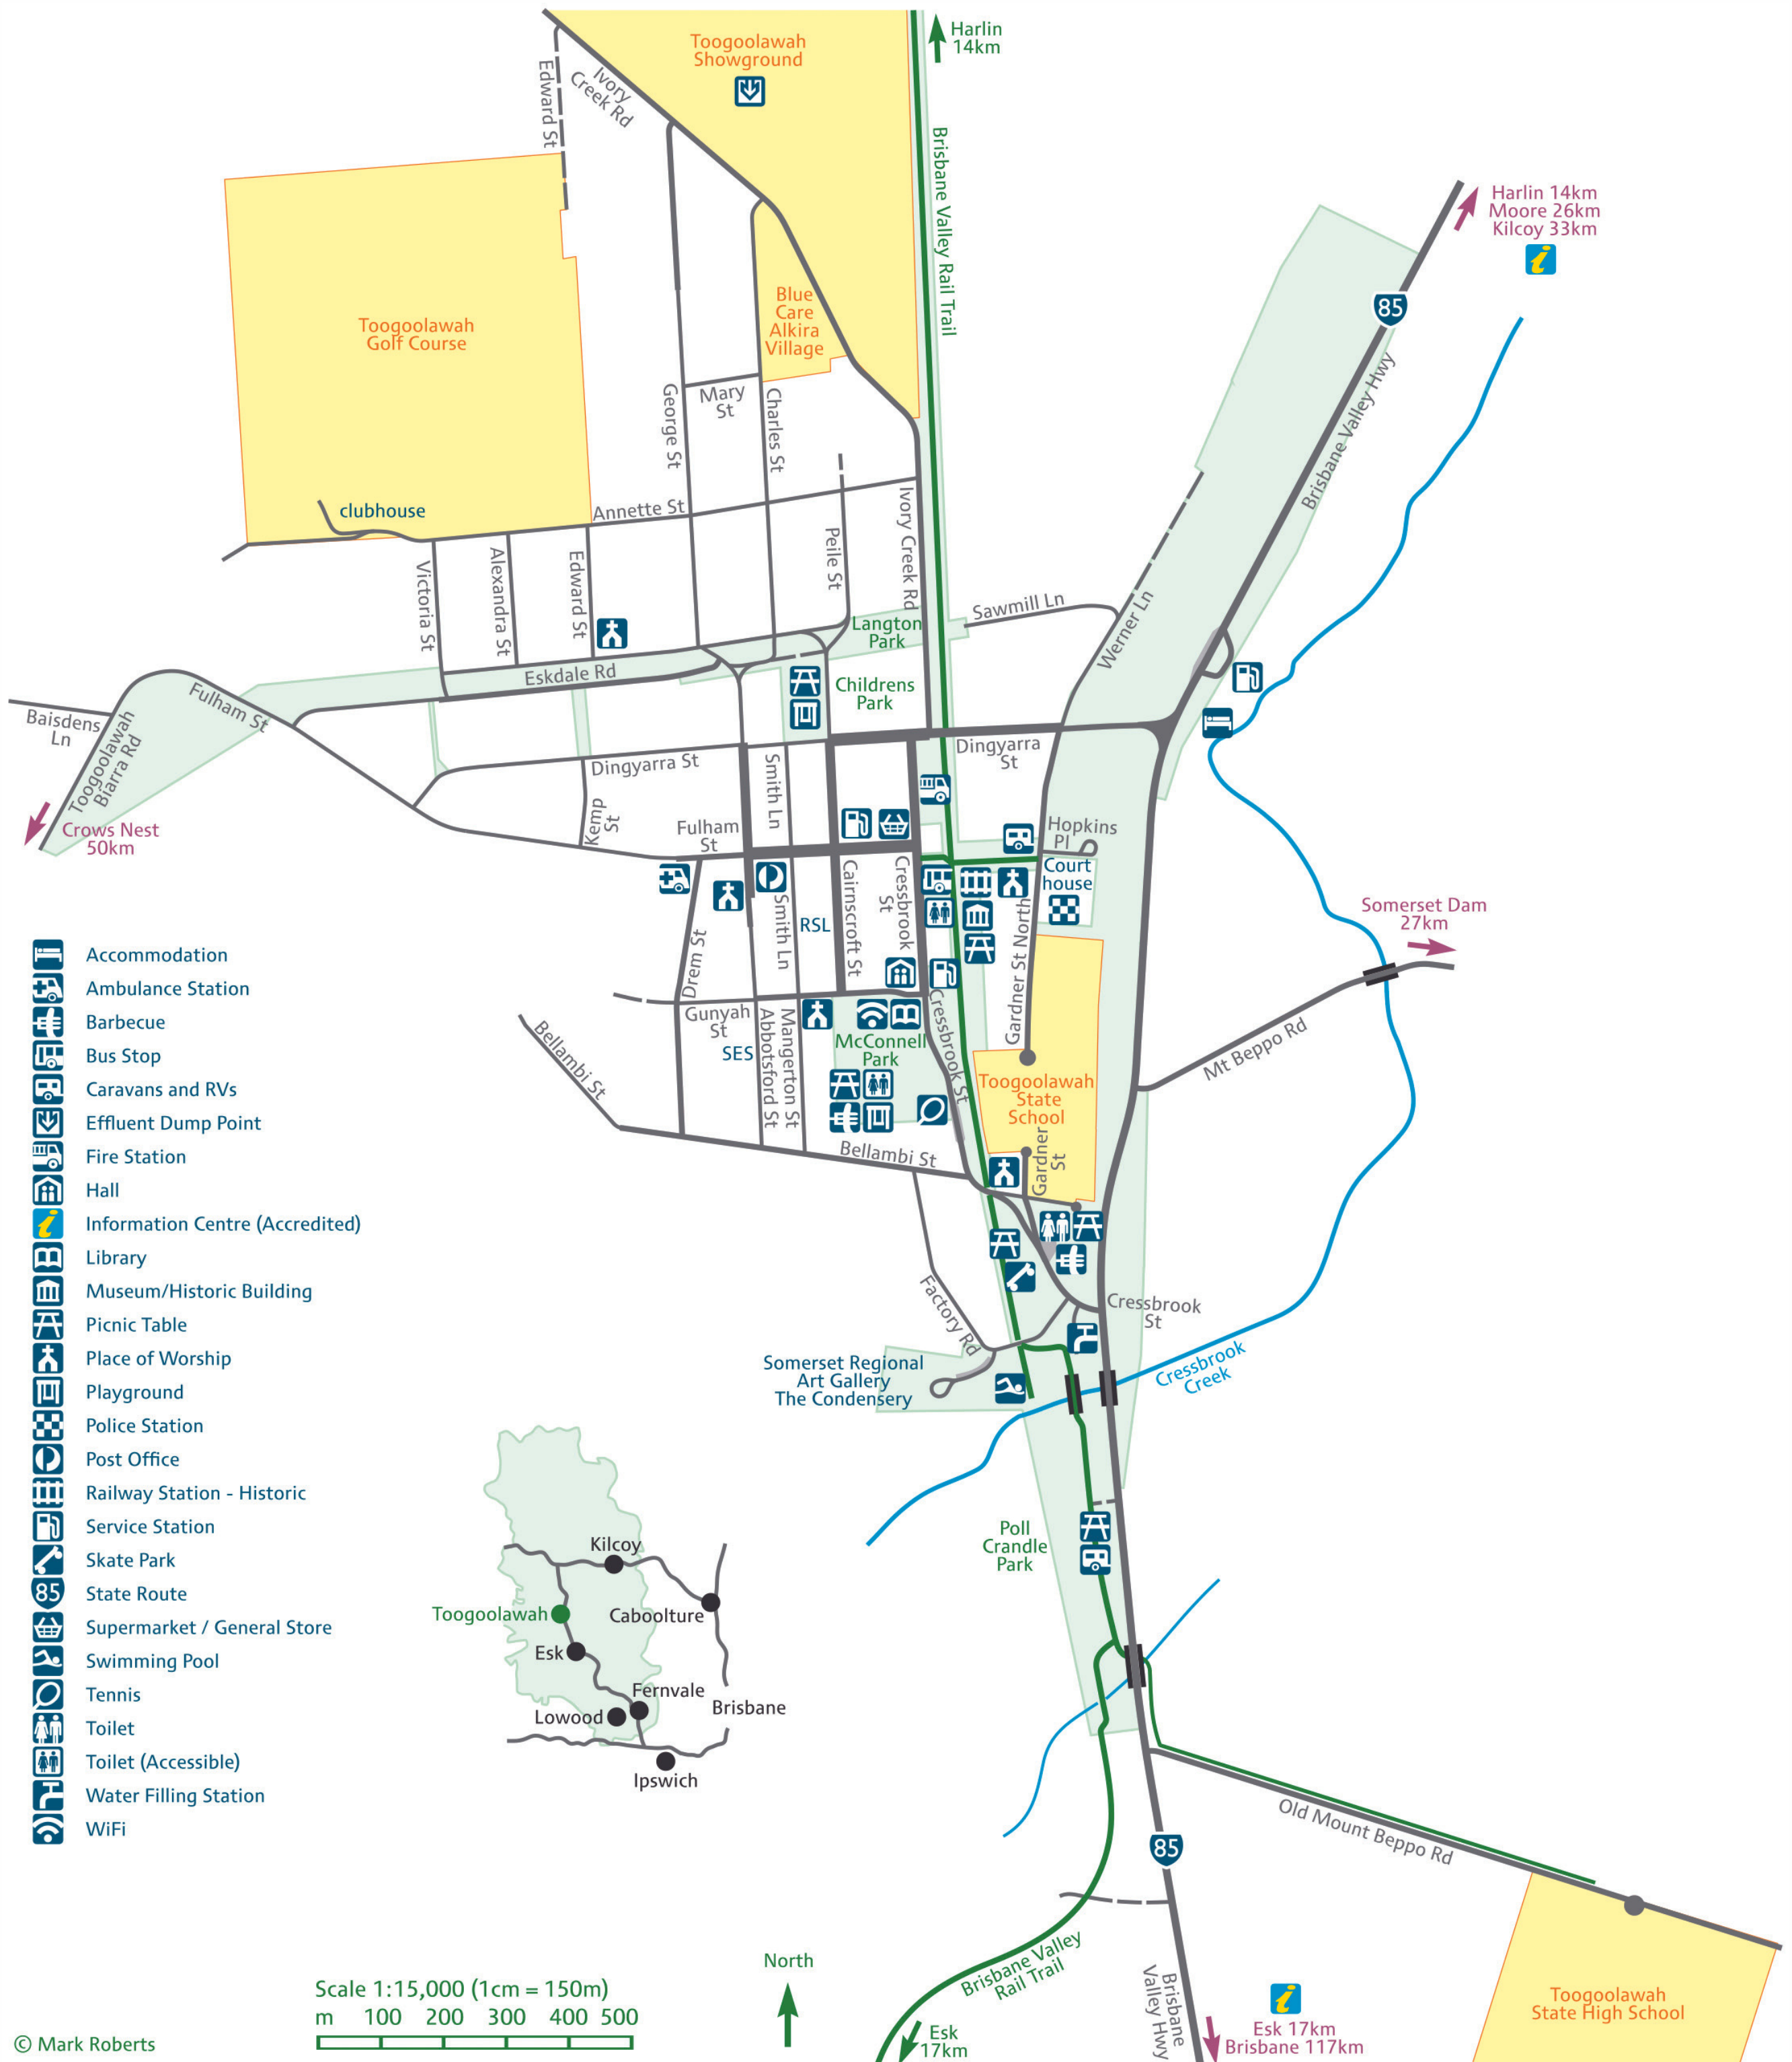 Toogoolawah
Showground
Harlin
14km
Edward St
Ivory
Creek Rd
Brisbane Valley Rail Trail
Harlin 14km
Moore 26km
Kilcoy 33km
i
85
Toogoolawah
Golf Course
Blue
Care
Alkira
Village
Brisbane Valley Hwy
George St
Mary
St
Charles St
clubhouse
Annette St
Ivory Creek Rd
Peile St
Victoria St
Alexandra St
Edward St
Langton
Park
Sawmill Ln
Werner Ln
Eskdale Rd
Childrens
Park
Fulham St
Baisdens
Ln
Toogoolawah
Biarra Rd
Crows Nest
50km
Dingyarra St
Dingyarra
St
Smith Ln
Kemp
St
Fulham
St
Hopkins
Pl
Court
house
Cairnscroft St
Cressbrook
St
Smith Ln
RSL
Drem St
Gardner St North
Somerset Dam
27km
Gunyah
St
SES
Abbotsford St
Mangerton St
McConnell
Park
Cressbrook St
Bellambi St
Mt Beppo Rd
Toogoolawah
State
School
Gardner
St
Bellambi St
Factory Rd
Cressbrook
St
Cressbrook
Creek
Somerset Regional
Art Gallery
The Condensery
Accommodation
Ambulance Station
Barbecue
Bus Stop
Caravans and RVs
Effluent Dump Point
Fire Station
Hall
i Information Centre (Accredited)
Library
Museum/Historic Building
Picnic Table
Place of Worship
Playground
Police Station
Post Office
Railway Station - Historic
Service Station
Skate Park
85 State Route
Supermarket / General Store
Swimming Pool
Tennis
Toilet
Toilet (Accessible)
Water Filling Station
WiFi
Kilcoy
Toogoolawah
Caboolture
Esk
Fernvale
Lowood
Brisbane
Ipswich
Poll
Crandle
Park
Old Mount Beppo Rd
85
Brisbane Valley
Rail Trail
Brisbane
Valley Hwy
Toogoolawah
State High School
i
Esk 17km
Brisbane 117km
Esk
17km
North
Scale 1:15,000 (1cm = 150m)
m 100 200 300 400 500
© Mark Roberts